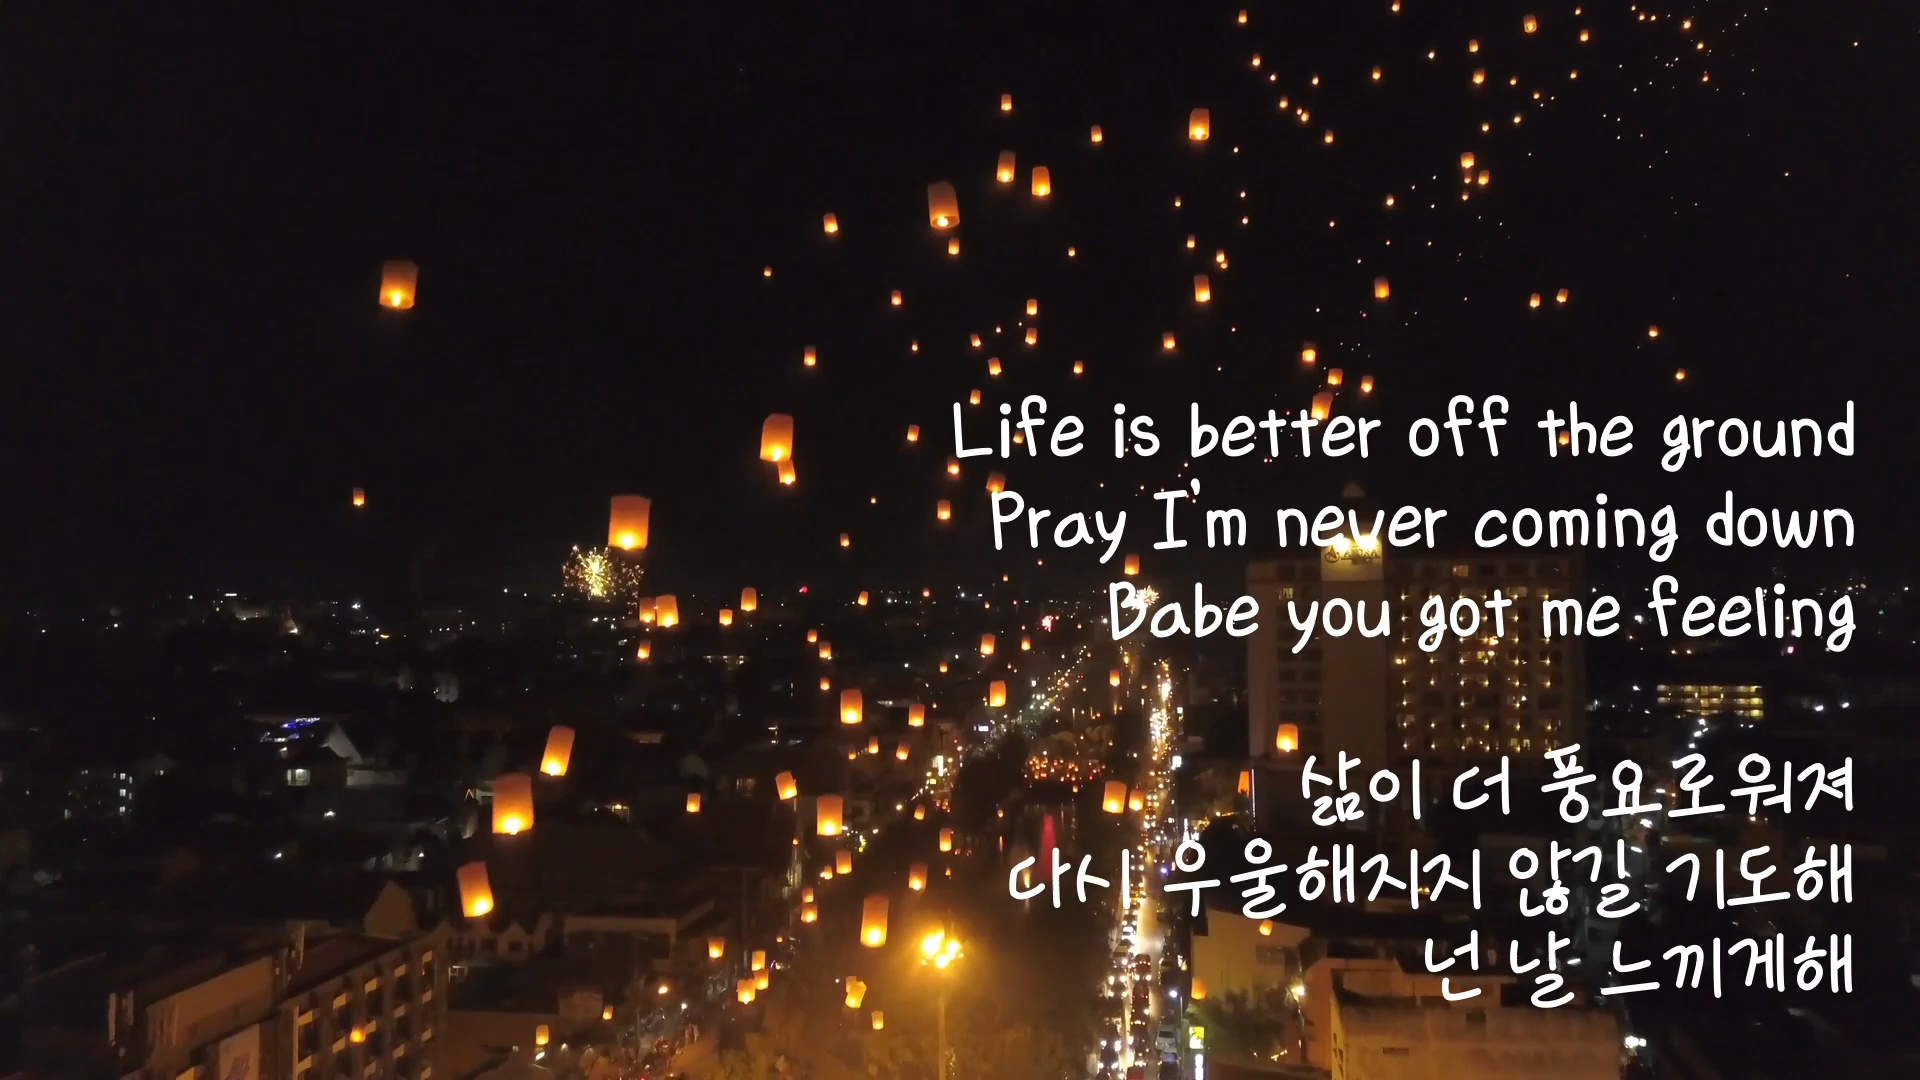 Life is better off the ground
Pray I'm never coming down
Babe you got me feeling
삶이 더 풍요로워져
다시 우울해지지 않길 기도해
넌 날 느끼게해